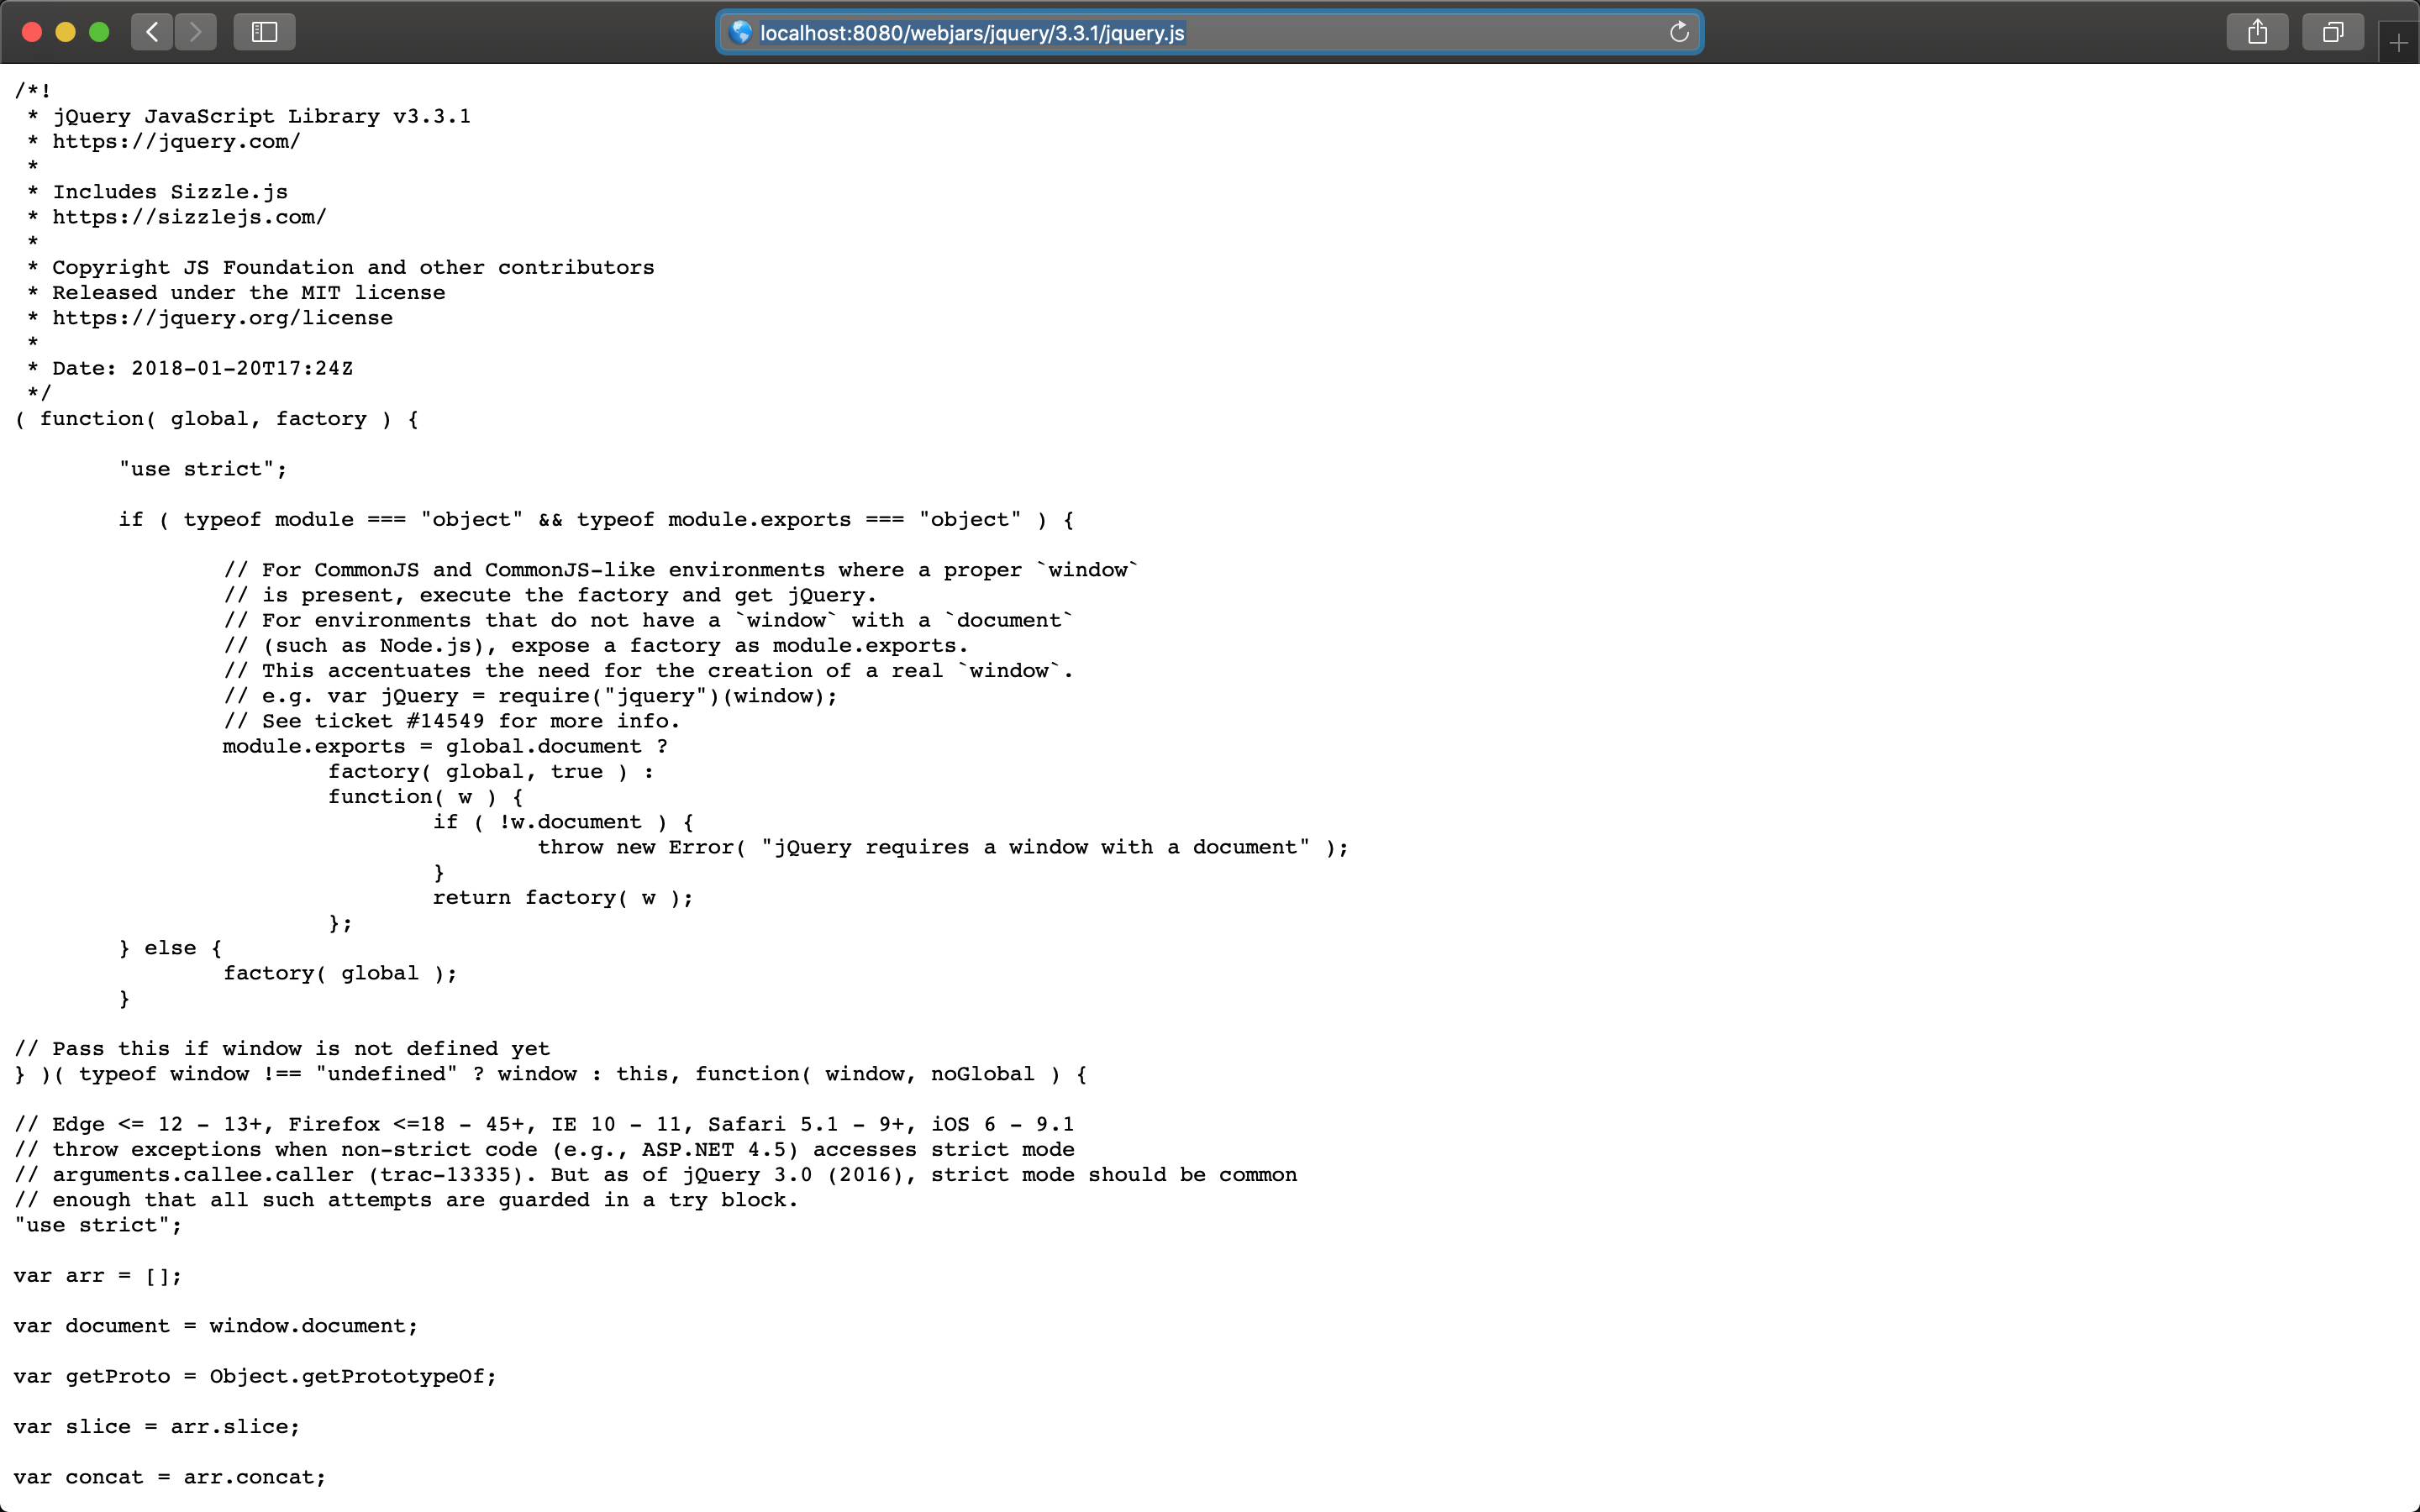 localhost:8080/webjars/jquery/3.3.1/jquery.js
/*!
 * jQuery JavaScript Library v3.3.1
 * https://jquery.com/
 *
 * Includes Sizzle.js
 * https://sizzlejs.com/
 *
 * Copyright JS Foundation and other contributors
 * Released under the MIT license
 * https://jquery.org/license
 *
 * Date: 2018-01-20T17:24Z
 */
( function( global, factory ) {

	"use strict";

	if ( typeof module === "object" && typeof module.exports === "object" ) {

		// For CommonJS and CommonJS-like environments where a proper `window`
		// is present, execute the factory and get jQuery.
		// For environments that do not have a `window` with a `document`
		// (such as Node.js), expose a factory as module.exports.
		// This accentuates the need for the creation of a real `window`.
		// e.g. var jQuery = require("jquery")(window);
		// See ticket #14549 for more info.
		module.exports = global.document ?
			factory( global, true ) :
			function( w ) {
				if ( !w.document ) {
					throw new Error( "jQuery requires a window with a document" );
				}
				return factory( w );
			};
	} else {
		factory( global );
	}

// Pass this if window is not defined yet
} )( typeof window !== "undefined" ? window : this, function( window, noGlobal ) {

// Edge <= 12 - 13+, Firefox <=18 - 45+, IE 10 - 11, Safari 5.1 - 9+, iOS 6 - 9.1
// throw exceptions when non-strict code (e.g., ASP.NET 4.5) accesses strict mode
// arguments.callee.caller (trac-13335). But as of jQuery 3.0 (2016), strict mode should be common
// enough that all such attempts are guarded in a try block.
"use strict";

var arr = [];

var document = window.document;

var getProto = Object.getPrototypeOf;

var slice = arr.slice;

var concat = arr.concat;